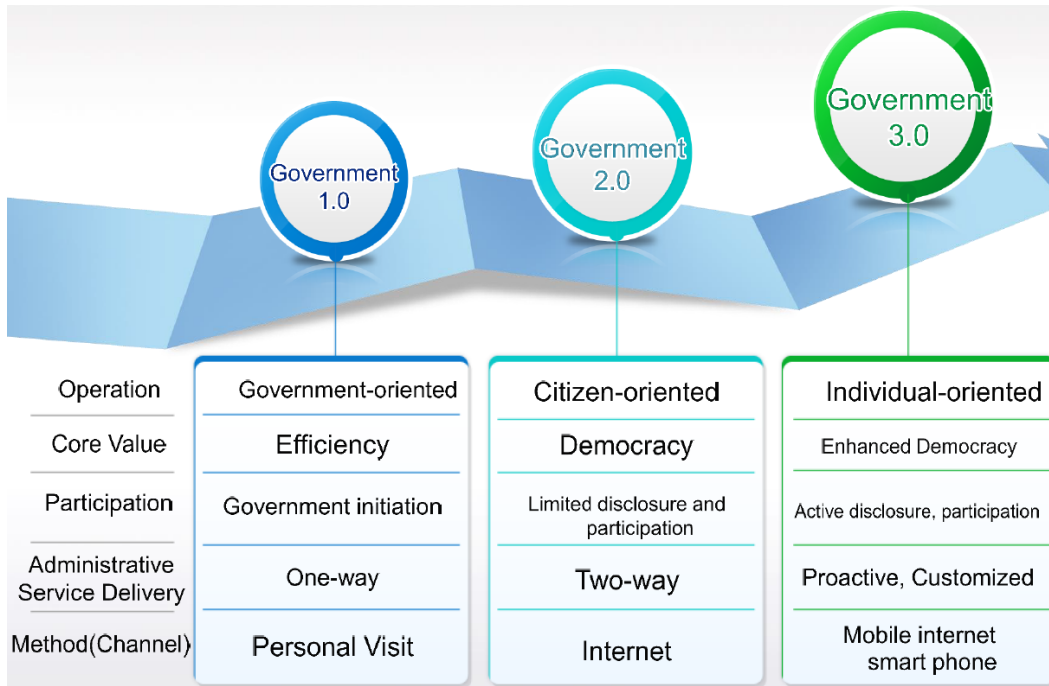 Government
1.0
Government
2.0
Government
3.0
Operation
Government-oriented
Citizen-oriented
Individual-oriented
Core Value
Efficiency
Democracy
Enhanced Democracy
Participation
Government initiation
Limited disclosure and
participation
Active disclosure, participation
Administrative
Service Delivery
One-way
Two-way
Proactive, Customized
Method(Channel)
Personal Visit
Internet
Mobile internet
smart phone